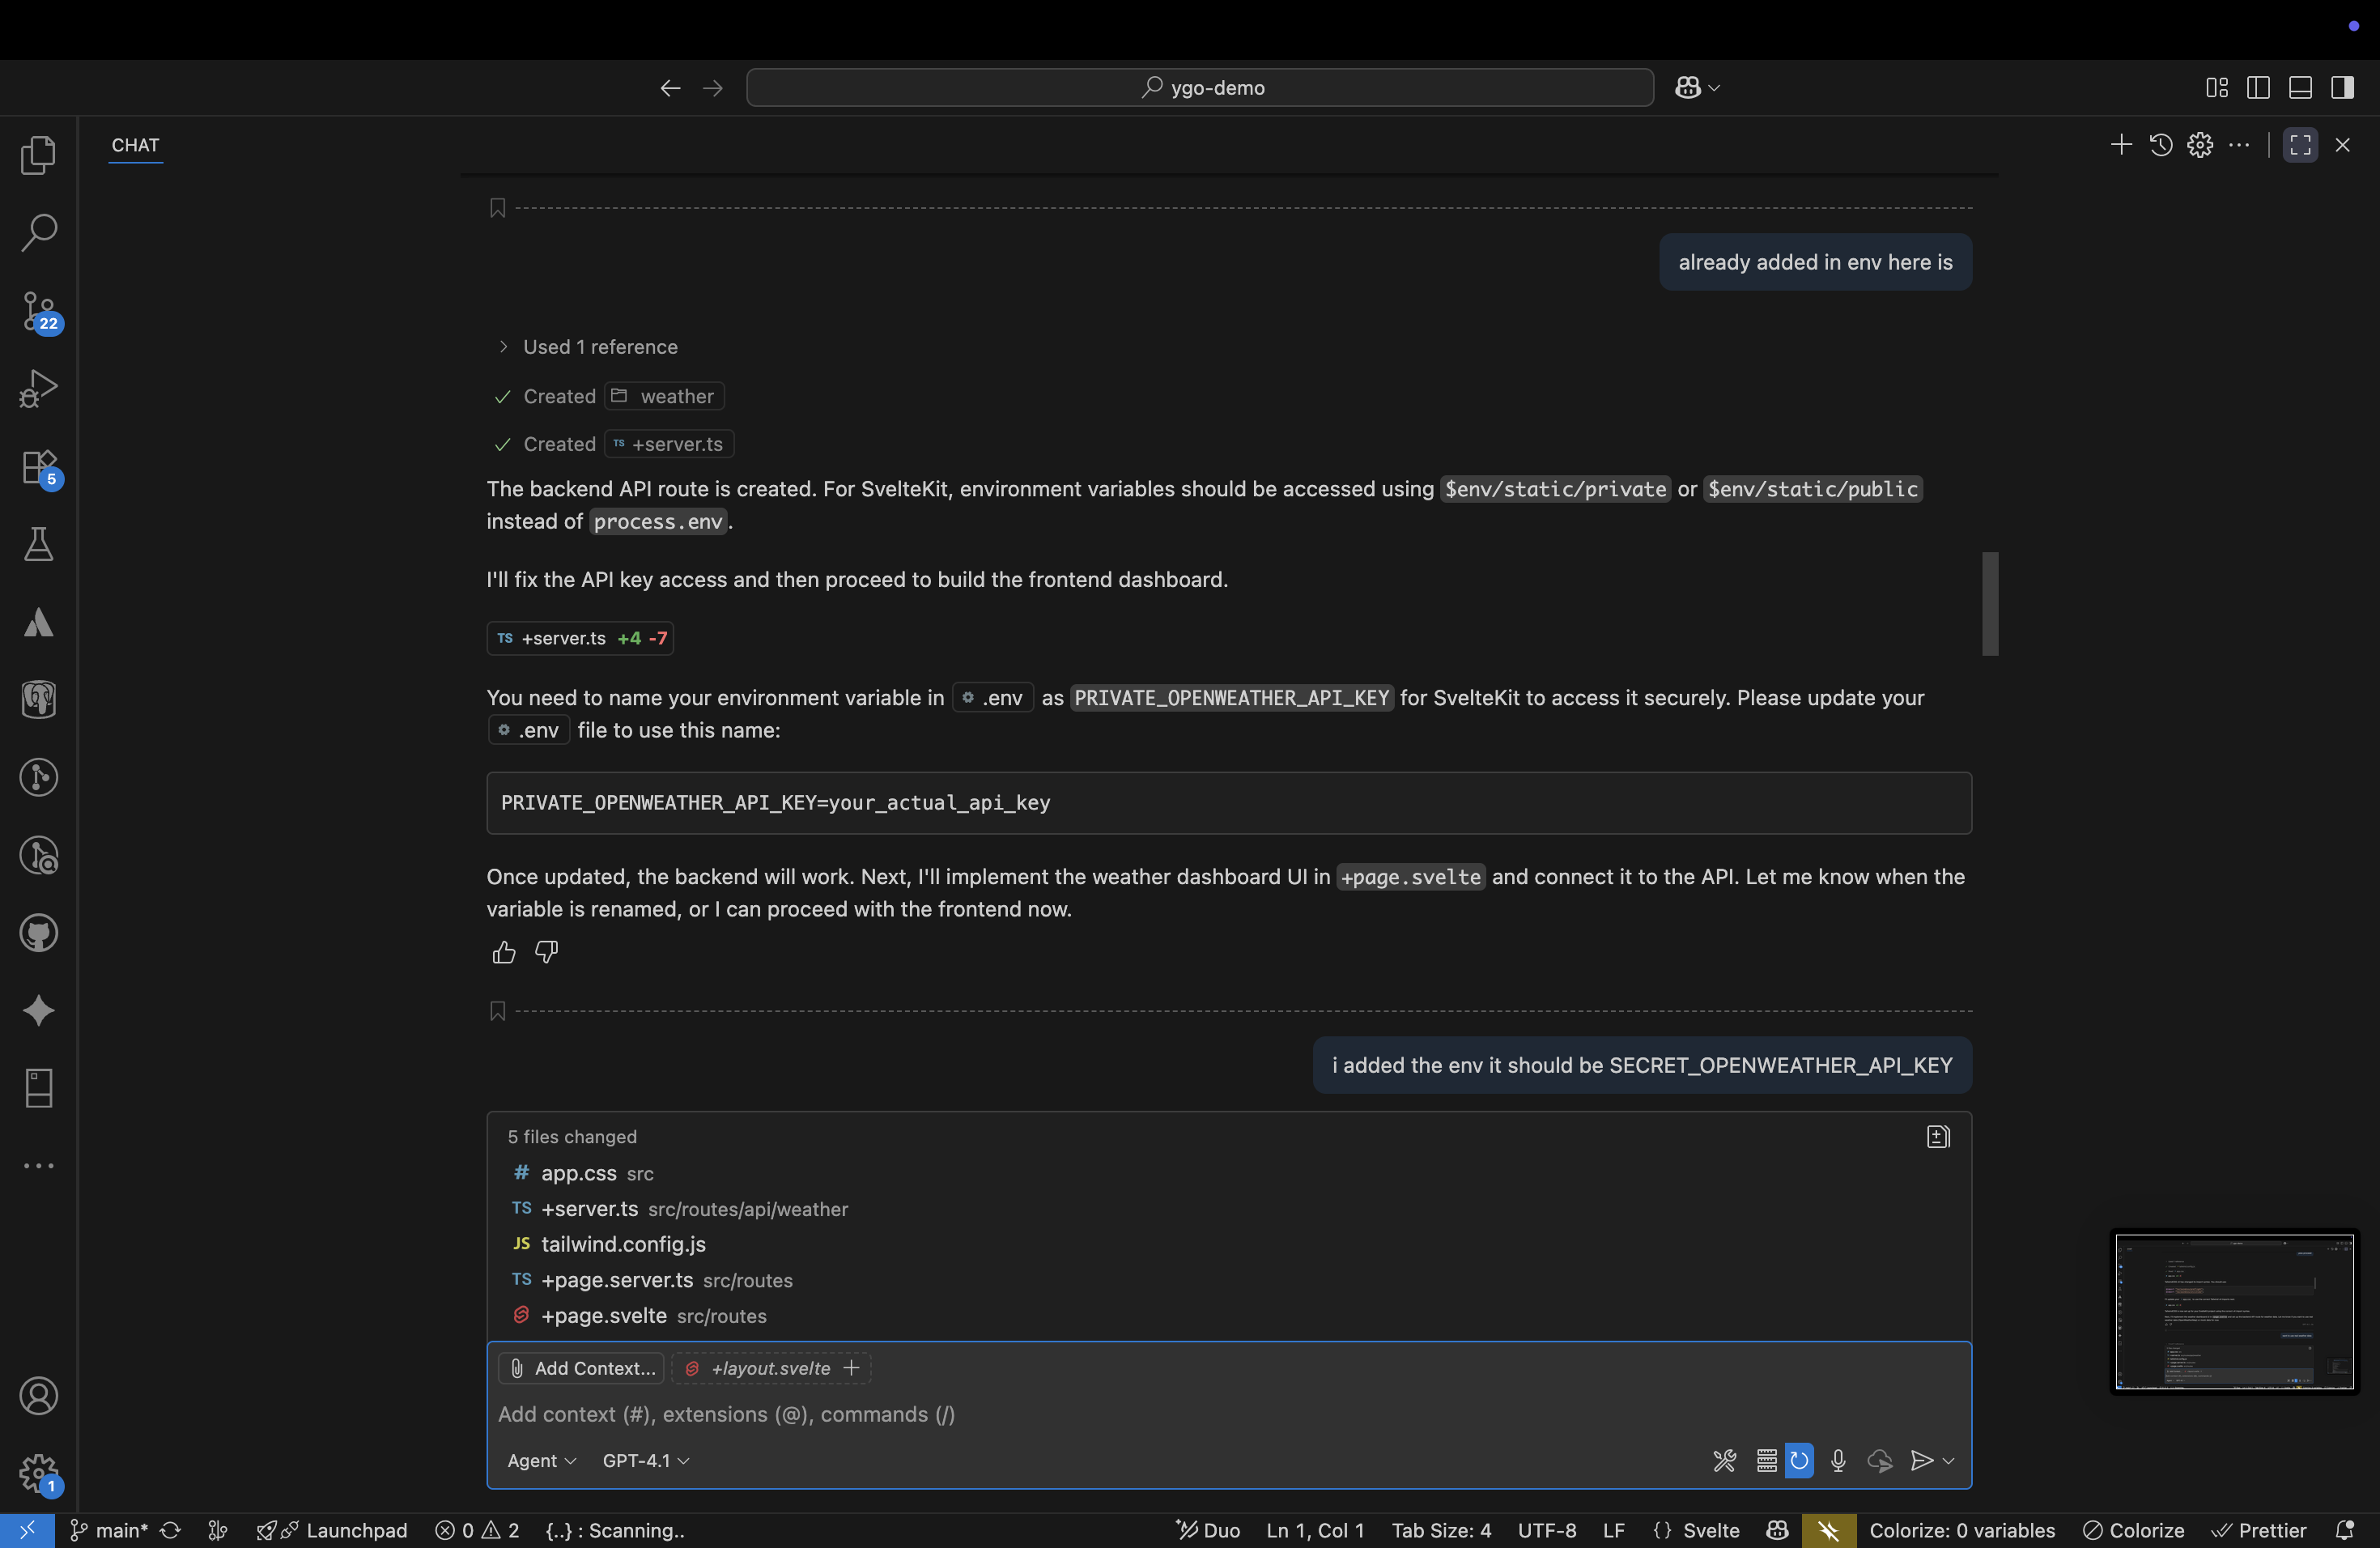 ygo-demo
CHAT
already added in env here is
Used 1 reference
Created weather
Created TS +server.ts
The backend API route is created. For SvelteKit, environment variables should be accessed using $env/static/private or $env/static/public
instead of process.env.
I'll fix the API key access and then proceed to build the frontend dashboard.
TS +server.ts +4 -7
You need to name your environment variable in .env as PRIVATE_OPENWEATHER_API_KEY for SvelteKit to access it securely. Please update your
.env file to use this name:
PRIVATE_OPENWEATHER_API_KEY=your_actual_api_key
Once updated, the backend will work. Next, I'll implement the weather dashboard UI in +page.svelte and connect it to the API. Let me know when the
variable is renamed, or I can proceed with the frontend now.
i added the env it should be SECRET_OPENWEATHER_API_KEY
5 files changed
# app.css src
TS +server.ts src/routes/api/weather
JS tailwind.config.js
TS +page.server.ts src/routes
+page.svelte src/routes
Add Context... +layout.svelte
Add context (#), extensions (@), commands (/)
Agent GPT-4.1
22
5
1
main* Launchpad 0 2 {..} : Scanning.. Duo Ln 1, Col 1 Tab Size: 4 UTF-8 LF {} Svelte Colorize: 0 variables Colorize Prettier